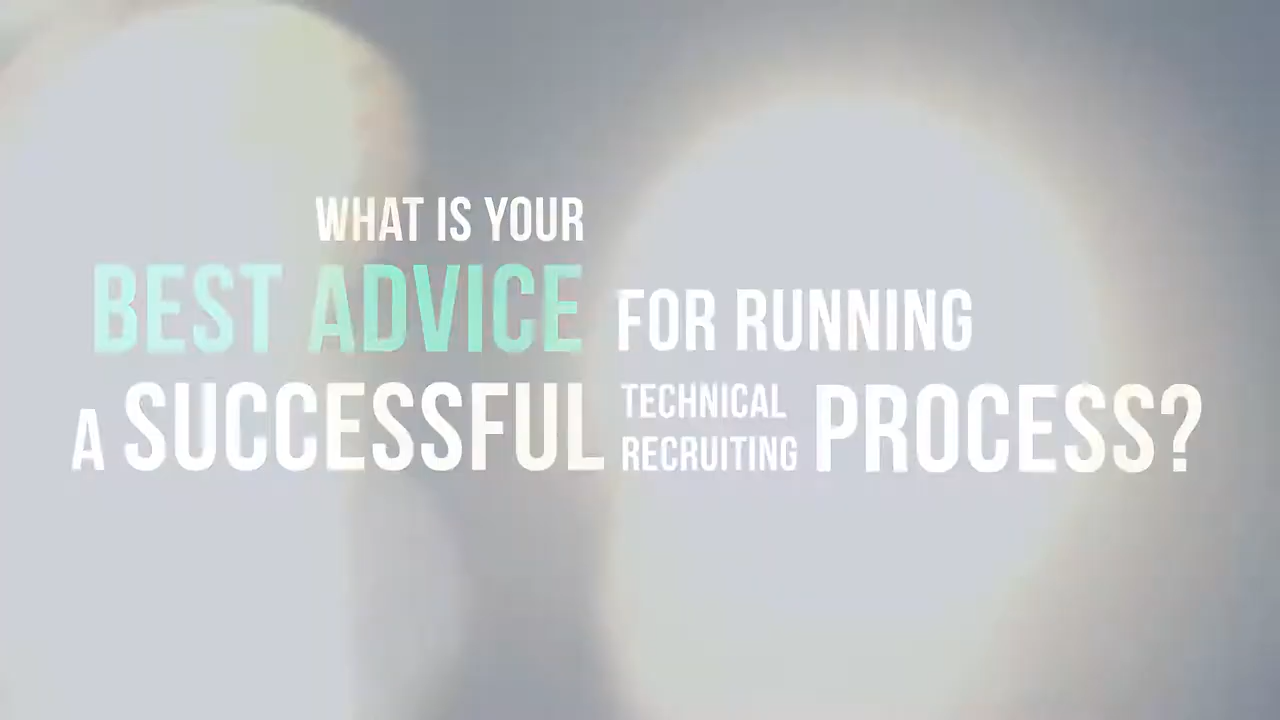 WHAT IS YOUR
BEST ADVICE FOR RUNNING
A SUCCESSFUL TECHNICAL RECRUITING PROCESS?